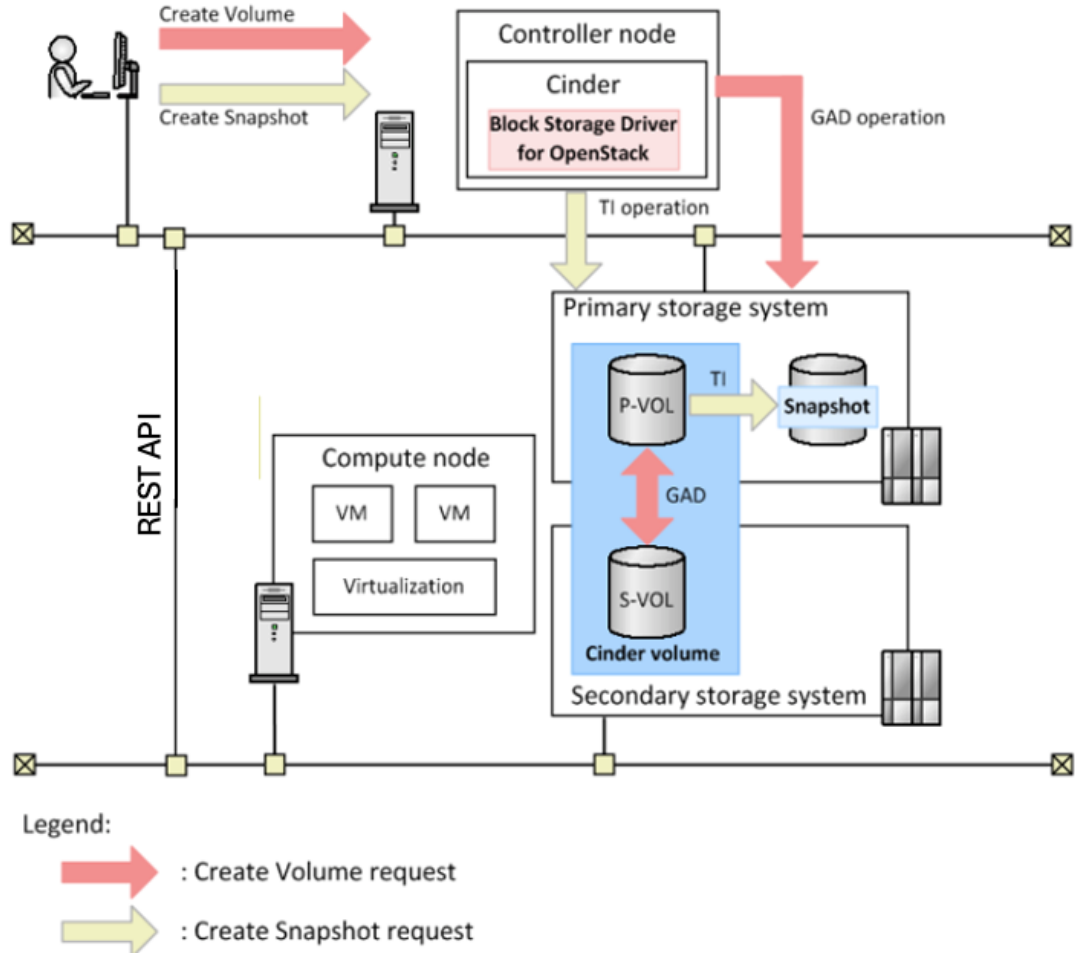 Create Volume
Create Snapshot
Controller node
Cinder
Block Storage Driver
for OpenStack
GAD operation
TI operation
Primary storage system
P-VOL
TI
Snapshot
GAD
REST API
Compute node
VM
VM
Virtualization
S-VOL
Cinder volume
Secondary storage system
Legend:
: Create Volume request
: Create Snapshot request